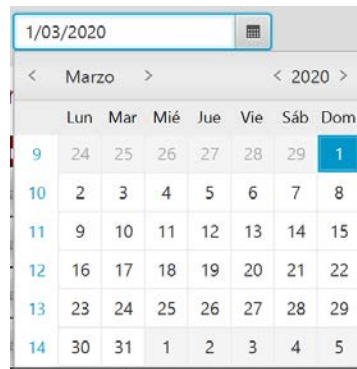 1/03/2020
< Marzo > < 2020 >
Lun Mar Mié Jue Vie Sáb Dom
9 24 25 26 27 28 29 1
10 2 3 4 5 6 7 8
11 9 10 11 12 13 14 15
12 16 17 18 19 20 21 22
13 23 24 25 26 27 28 29
14 30 31 1 2 3 4 5